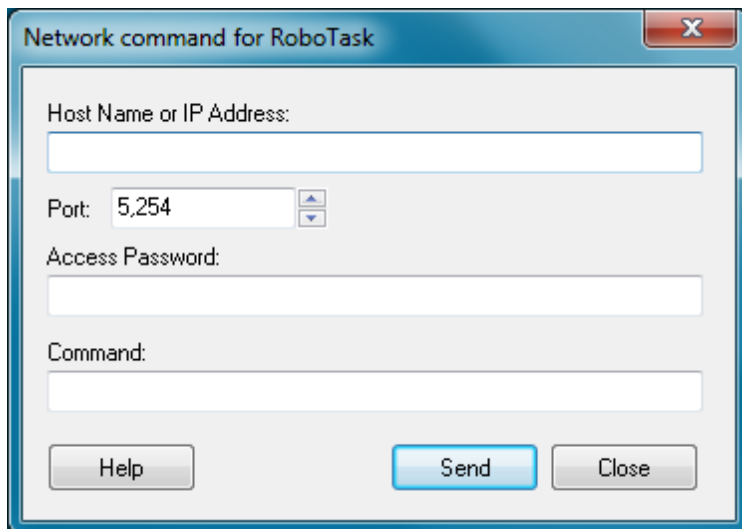 Network command for RoboTask
Host Name or IP Address:
Port: 5,254
Access Password:
Command:
Help Send Close